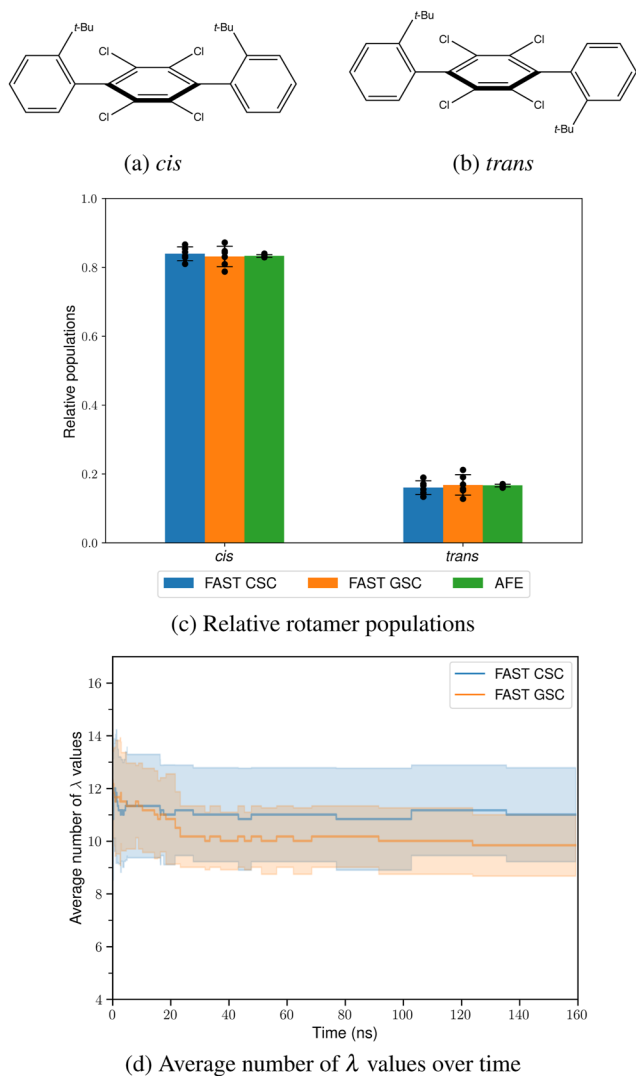 t-Bu t-Bu
Cl Cl
Cl Cl
(a) cis
t-Bu
Cl Cl
Cl Cl
t-Bu
(b) trans
Relative populations
1.0
0.8
0.6
0.4
0.2
0.0
cis trans
FAST CSC FAST GSC AFE
(c) Relative rotamer populations
Average number of λ values
16
14
12
10
8
6
4
0 20 40 60 80 100 120 140 160
Time (ns)
FAST CSC
FAST GSC
(d) Average number of λ values over time